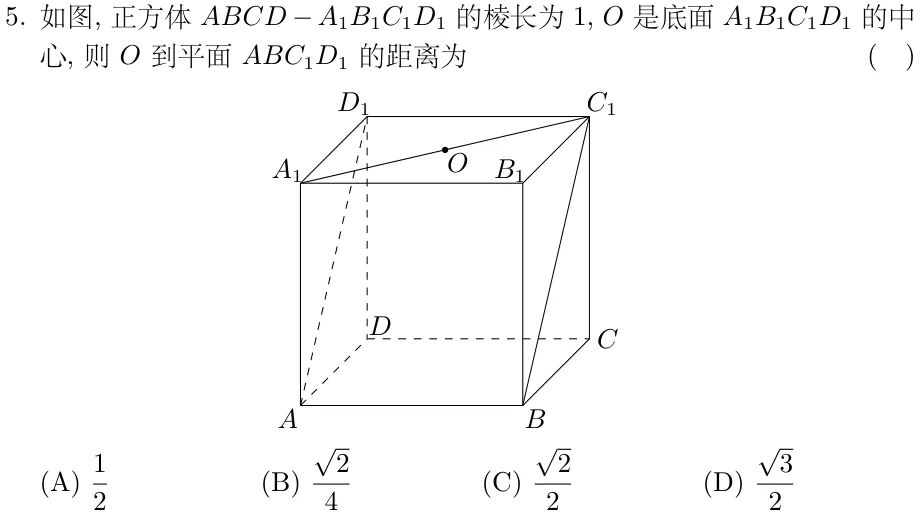 5. 如图, 正方体 ABCD − A₁B₁C₁D₁ 的棱长为 1, O 是底面 A₁B₁C₁D₁ 的中
心, 则 O 到平面 ABC₁D₁ 的距离为 ( )
D₁ C₁
O
A₁ B₁
D
C
A B
(A) 1/2 (B) √2/4 (C) √2/2 (D) √3/2